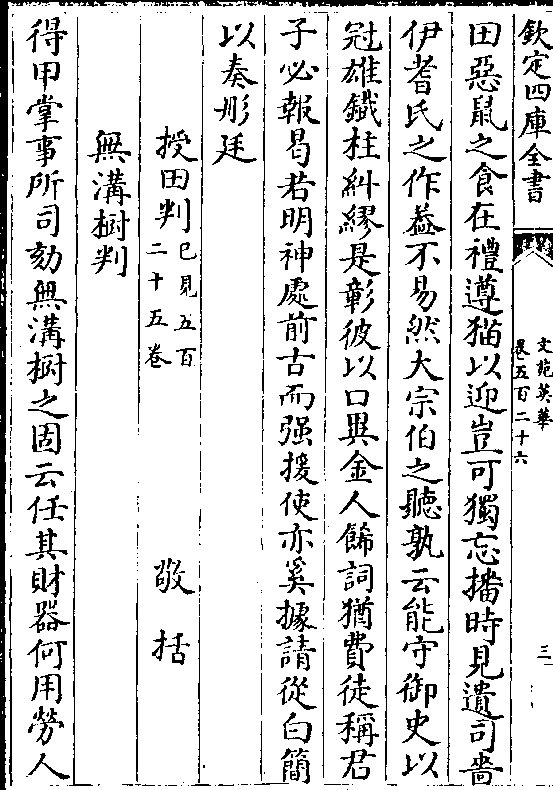 欽定四庫全書
文苑英華
卷五百二十六
三
田惡鼠之食在禮遵猫以迎豈可獨忘播時見遺司嗇
伊耆氏之作葢不易然大宗伯之聽孰云能守御史以
冠雄鐵柱糾繆是彰彼以口異金人餙詞猶費徒稱君
子必報曷若明神處前古而强援使亦奚據請從白簡
以奏彤廷
授田判已見五百二十五卷 敬括
無溝樹判
得甲掌事所司劾無溝樹之固云任其財器何用勞人